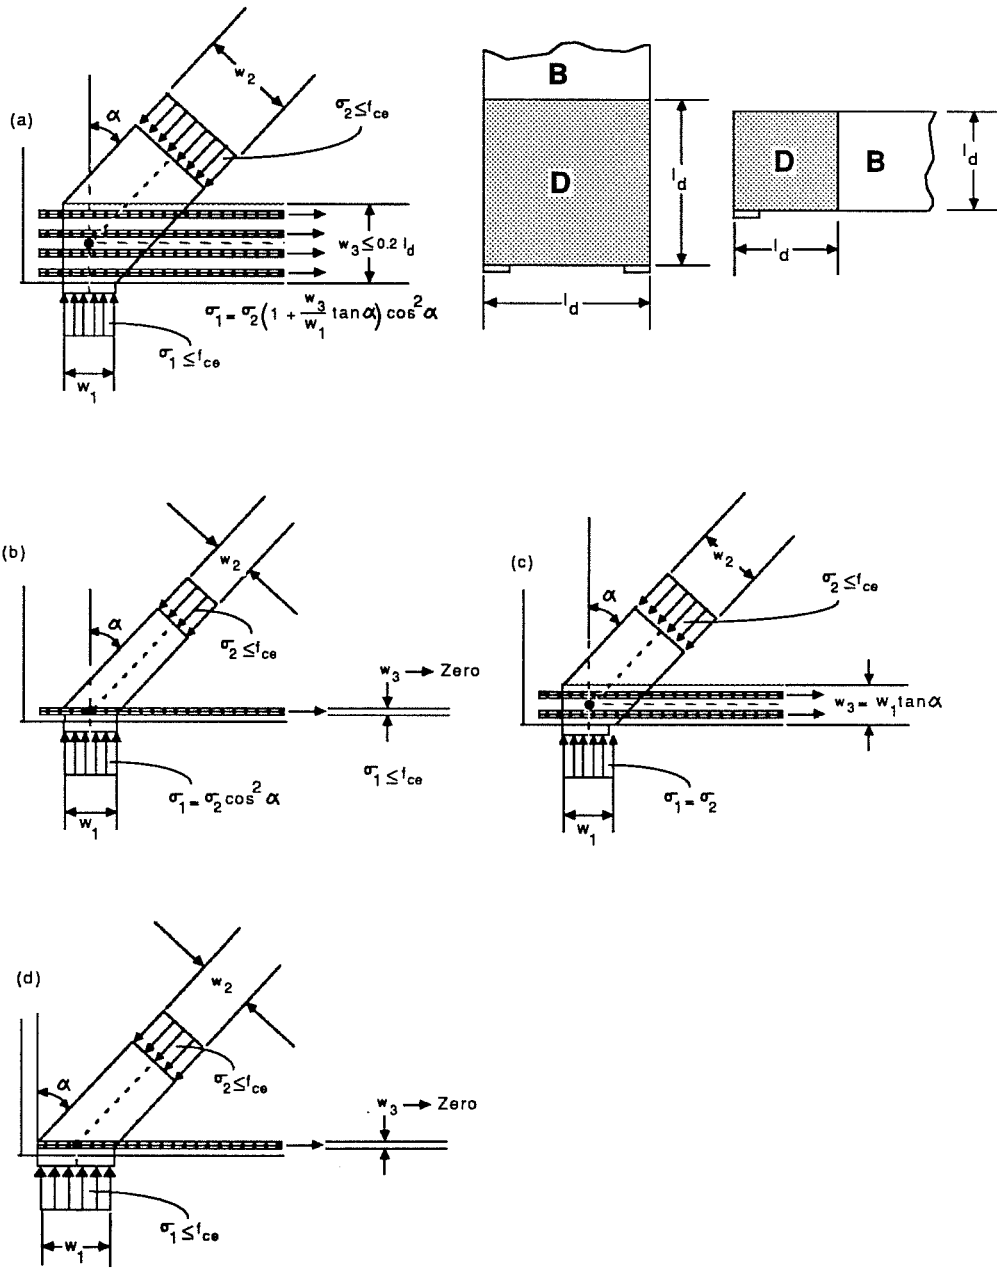 (a)
α
w2
σ2 ≤ fce
w3 ≤ 0.2 ld
σ1 = σ2 (1 + w3/w1 tan α) cos² α
σ1 ≤ fce
w1
B
D
ld
ld
D
B
ld
ld
(b)
α
w2
σ2 ≤ fce
w3 → Zero
σ1 ≤ fce
σ1 = σ2 cos² α
w1
(c)
α
w2
σ2 ≤ fce
w3 = w1 tan α
σ1 = σ2
w1
(d)
α
w2
σ2 ≤ fce
w3 → Zero
σ1 ≤ fce
w1